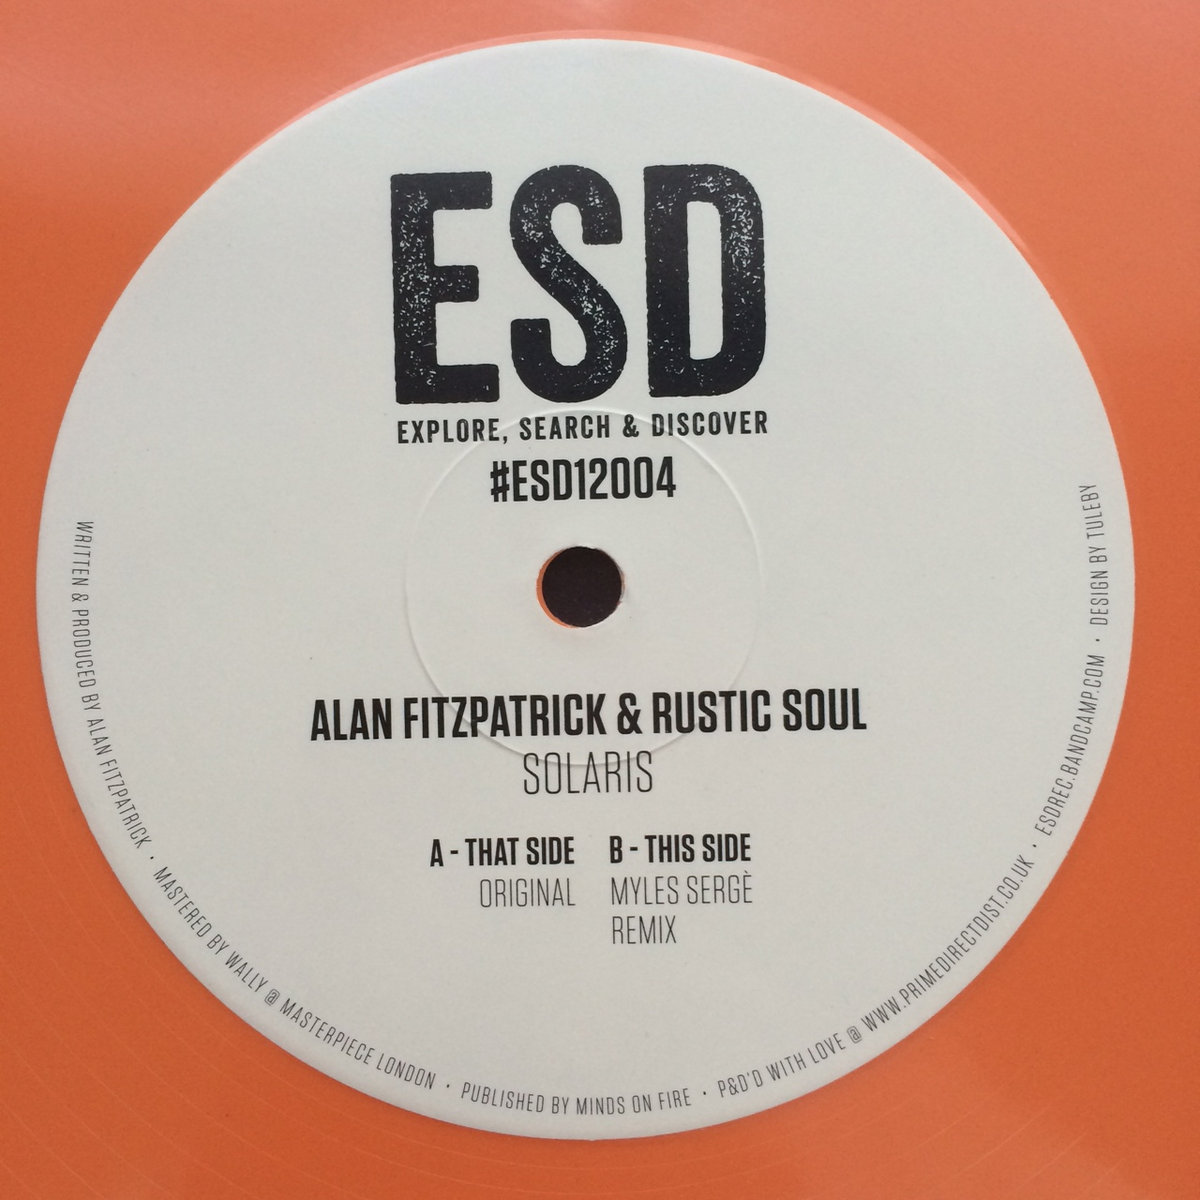 ESD
EXPLORE, SEARCH & DISCOVER
#ESD12004
ALAN FITZPATRICK & RUSTIC SOUL
SOLARIS
A - THAT SIDE
ORIGINAL
B - THIS SIDE
MYLES SERGÈ
REMIX
WRITTEN & PRODUCED BY ALAN FITZPATRICK · MASTERED BY WALLY @ MASTERPIECE LONDON · PUBLISHED BY MINDS ON FIRE · P&D'D WITH LOVE @ WWW.PRIMEDIRECTDIST.CO.UK · ESDREC.BANDCAMP.COM · DESIGN BY TULEBY